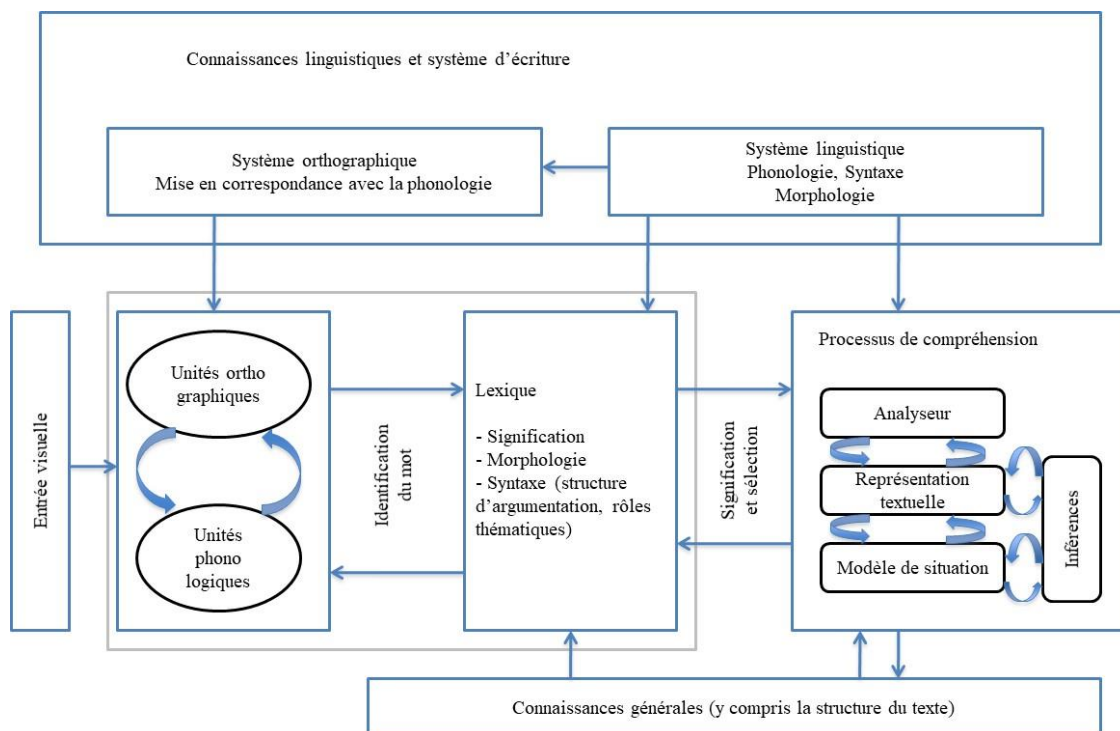 Connaissances linguistiques et système d'écriture
Système orthographique
Mise en correspondance avec la phonologie
Système linguistique
Phonologie, Syntaxe
Morphologie
Entrée visuelle
Unités ortho
graphiques
Unités
phono
logiques
Identification
du mot
Lexique
- Signification
- Morphologie
- Syntaxe (structure
d'argumentation, rôles
thématiques)
Signification
et sélection
Processus de compréhension
Analyseur
Représentation
textuelle
Modèle de situation
Inférences
Connaissances générales (y compris la structure du texte)